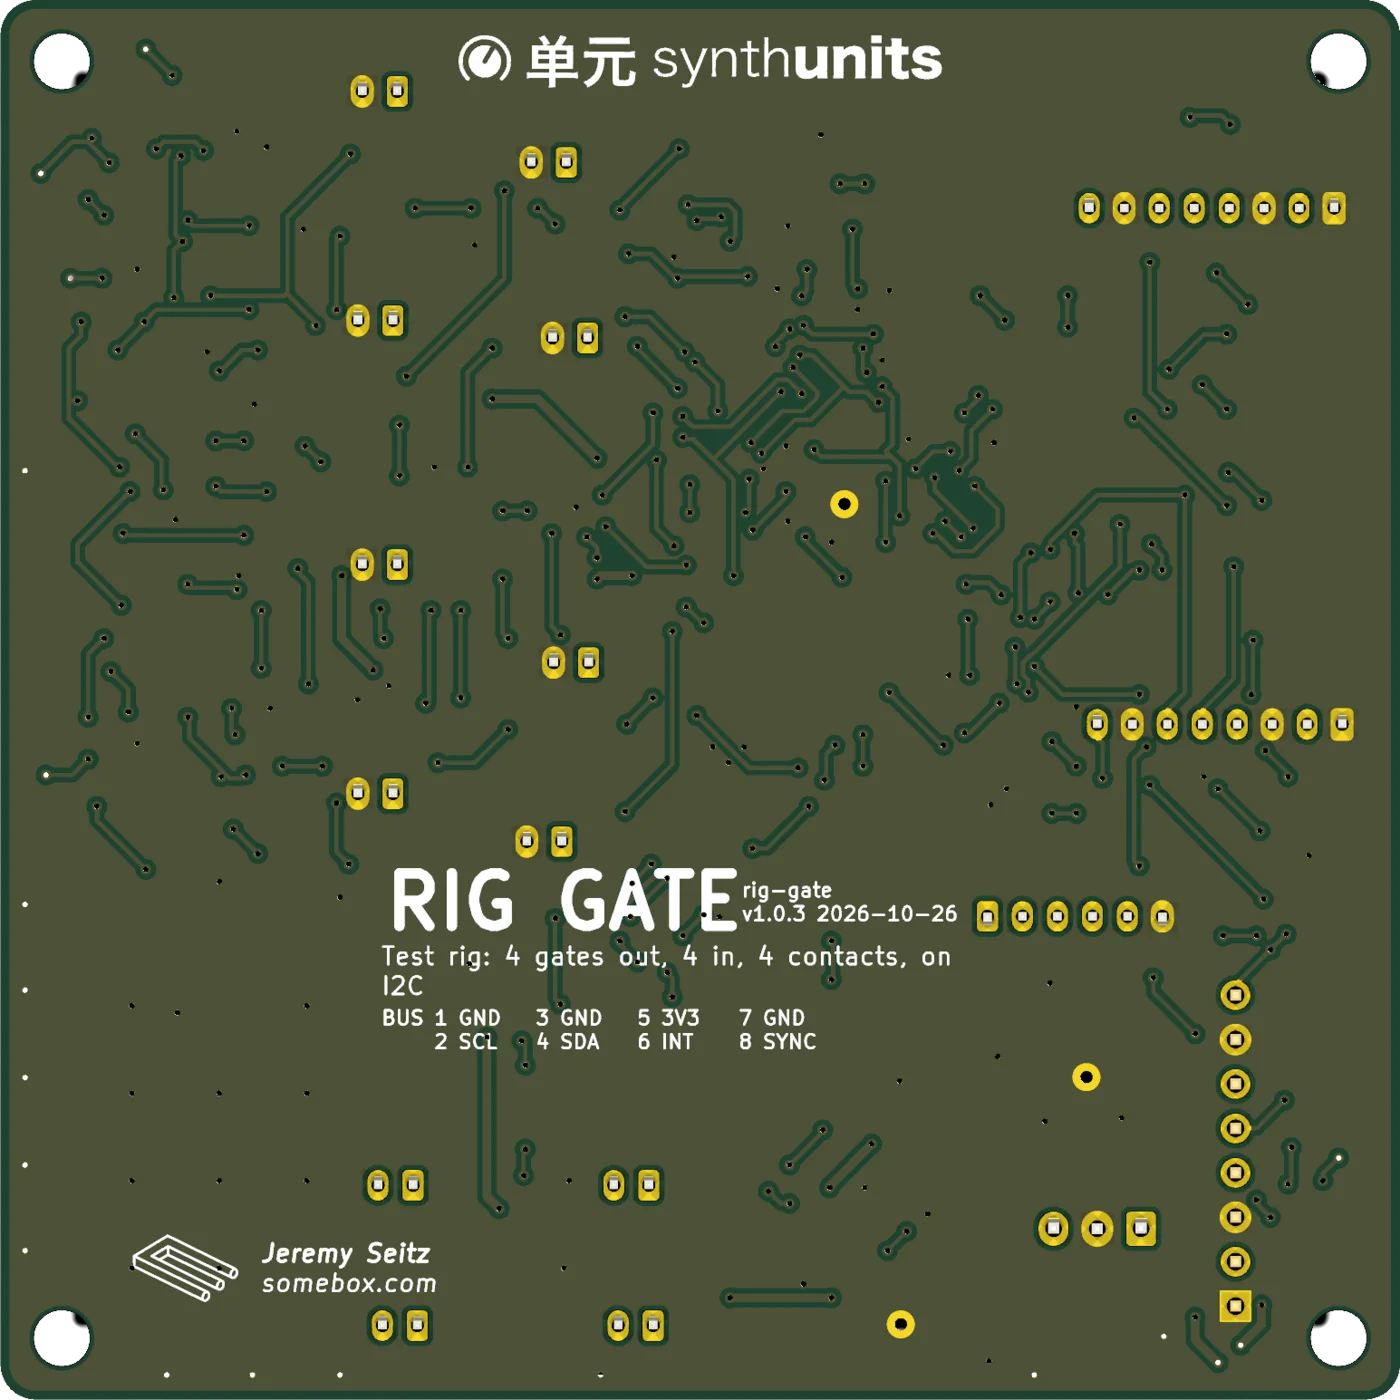 单元 synthunits
RIG GATE
rig-gate
v1.0.3 2026-10-26
Test rig: 4 gates out, 4 in, 4 contacts, on
I2C
BUS 1 GND 3 GND 5 3V3 7 GND
2 SCL 4 SDA 6 INT 8 SYNC
Jeremy Seitz
somebox.com